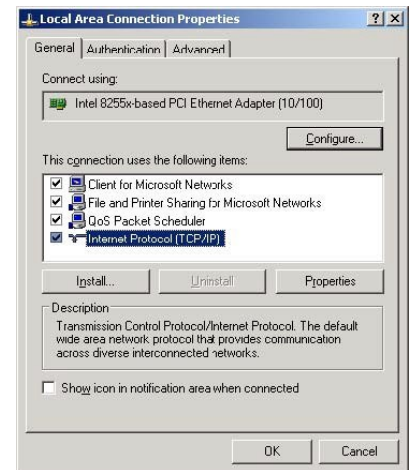 Local Area Connection Properties
General Authentication Advanced
Connect using:
Intel 8255x-based PCI Ethernet Adapter (10/100)
Configure...
This connection uses the following items:
Client for Microsoft Networks
File and Printer Sharing for Microsoft Networks
QoS Packet Scheduler
Internet Protocol (TCP/IP)
Install... Uninstall Properties
Description
Transmission Control Protocol/Internet Protocol. The default
wide area network protocol that provides communication
across diverse interconnected networks.
Show icon in notification area when connected
OK Cancel